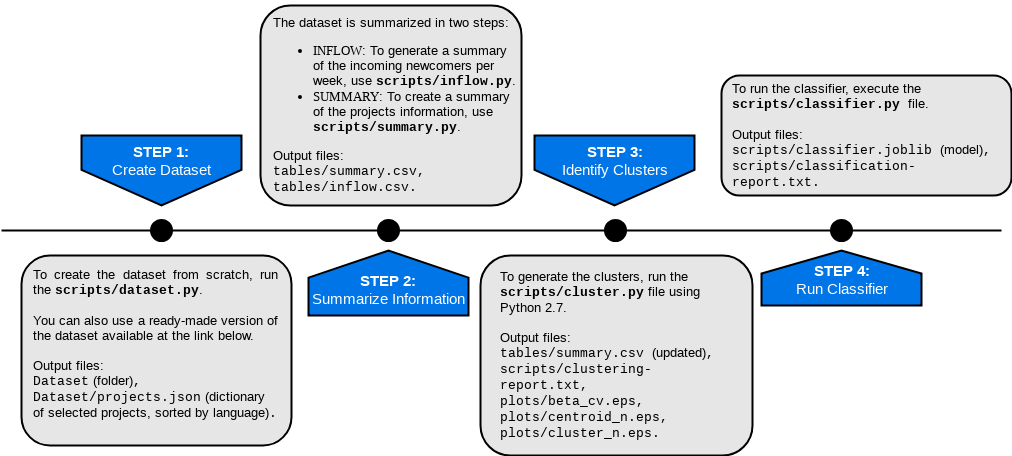 STEP 1:
Create Dataset
To create the dataset from scratch, run
the scripts/dataset.py.
You can also use a ready-made version of
the dataset available at the link below.
Output files:
Dataset (folder),
Dataset/projects.json (dictionary
of selected projects, sorted by language).
The dataset is summarized in two steps:
• INFLOW: To generate a summary
of the incoming newcomers per
week, use scripts/inflow.py.
• SUMMARY: To create a summary
of the projects information, use
scripts/summary.py.
Output files:
tables/summary.csv,
tables/inflow.csv.
STEP 2:
Summarize Information
STEP 3:
Identify Clusters
To generate the clusters, run the
scripts/cluster.py file using
Python 2.7.
Output files:
tables/summary.csv (updated),
scripts/clustering-
report.txt,
plots/beta_cv.eps,
plots/centroid_n.eps,
plots/cluster_n.eps.
To run the classifier, execute the
scripts/classifier.py file.
Output files:
scripts/classifier.joblib (model),
scripts/classification-
report.txt.
STEP 4:
Run Classifier